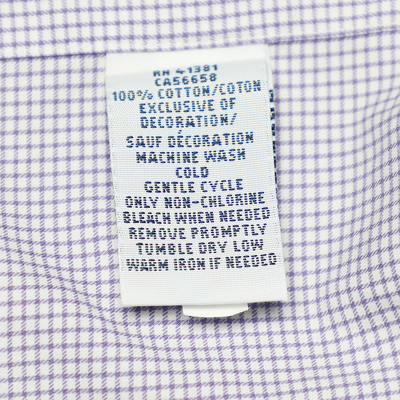 RN 41381
CA56658
100% COTTON/COTON
EXCLUSIVE OF
DECORATION/
SAUF DÉCORATION
MACHINE WASH
COLD
GENTLE CYCLE
ONLY NON-CHLORINE
BLEACH WHEN NEEDED
REMOVE PROMPTLY
TUMBLE DRY LOW
WARM IRON IF NEEDED